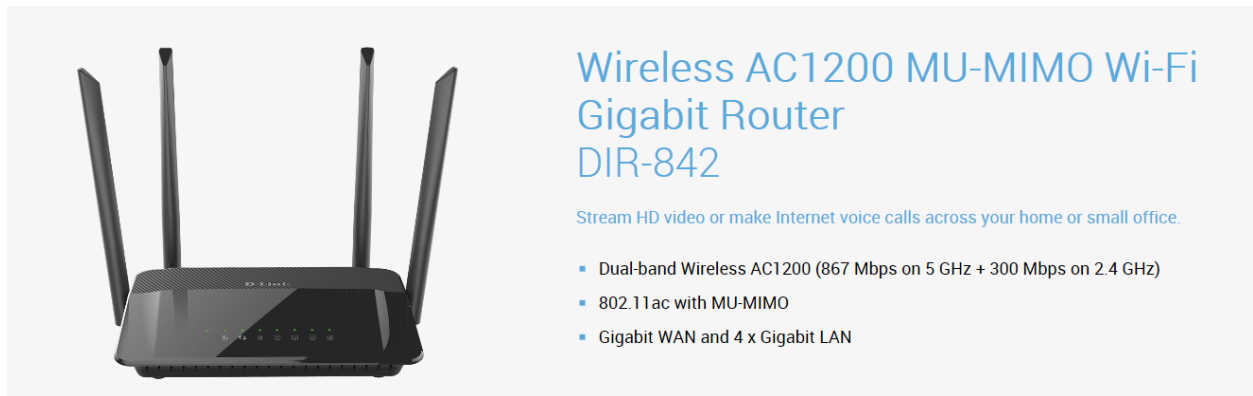 Wireless AC1200 MU-MIMO Wi-Fi
Gigabit Router
DIR-842
Stream HD video or make Internet voice calls across your home or small office.
Dual-band Wireless AC1200 (867 Mbps on 5 GHz + 300 Mbps on 2.4 GHz)
802.11ac with MU-MIMO
Gigabit WAN and 4 x Gigabit LAN
D-Link